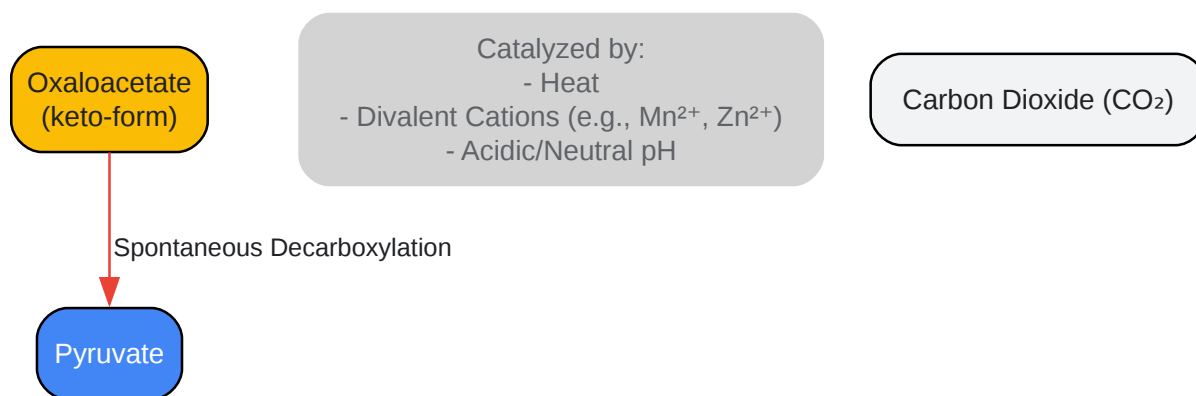 Oxaloacetate
(keto-form)
Catalyzed by:
- Heat
- Divalent Cations (e.g., Mn²⁺, Zn²⁺)
- Acidic/Neutral pH
Carbon Dioxide (CO₂)
Spontaneous Decarboxylation
Pyruvate